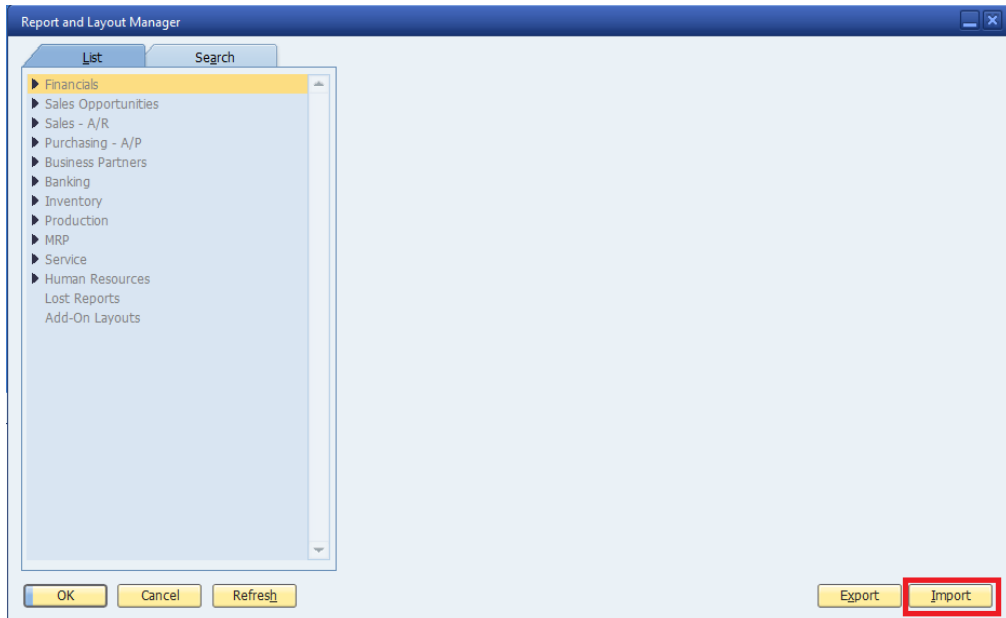 Report and Layout Manager
List Search
Financials
Sales Opportunities
Sales - A/R
Purchasing - A/P
Business Partners
Banking
Inventory
Production
MRP
Service
Human Resources
Lost Reports
Add-On Layouts
OK Cancel Refresh Export Import